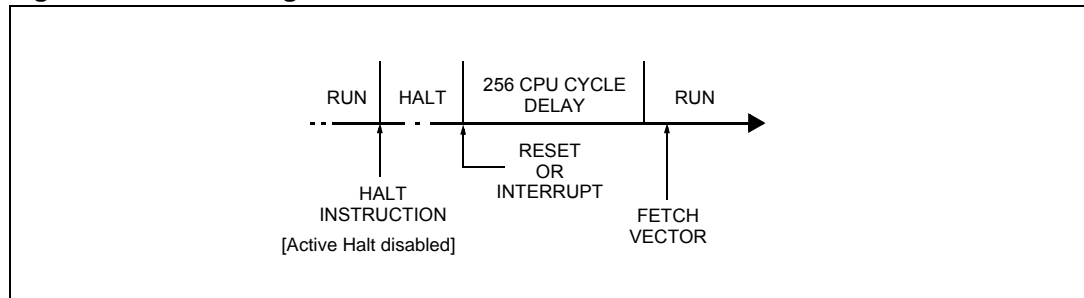 RUN
HALT
256 CPU CYCLE
DELAY
RUN
RESET
OR
INTERRUPT
HALT
INSTRUCTION
[Active Halt disabled]
FETCH
VECTOR